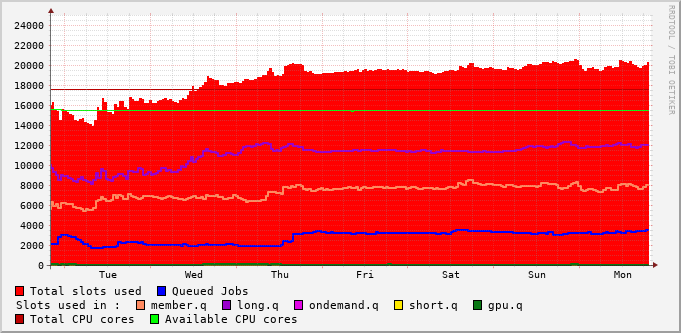 24000
22000
20000
18000
16000
14000
12000
10000
8000
6000
4000
2000
0
Tue Wed Thu Fri Sat Sun Mon
RRDTOOL / TOBI OETIKER
Total slots used Queued Jobs
Slots used in : member.q long.q ondemand.q short.q gpu.q
Total CPU cores Available CPU cores